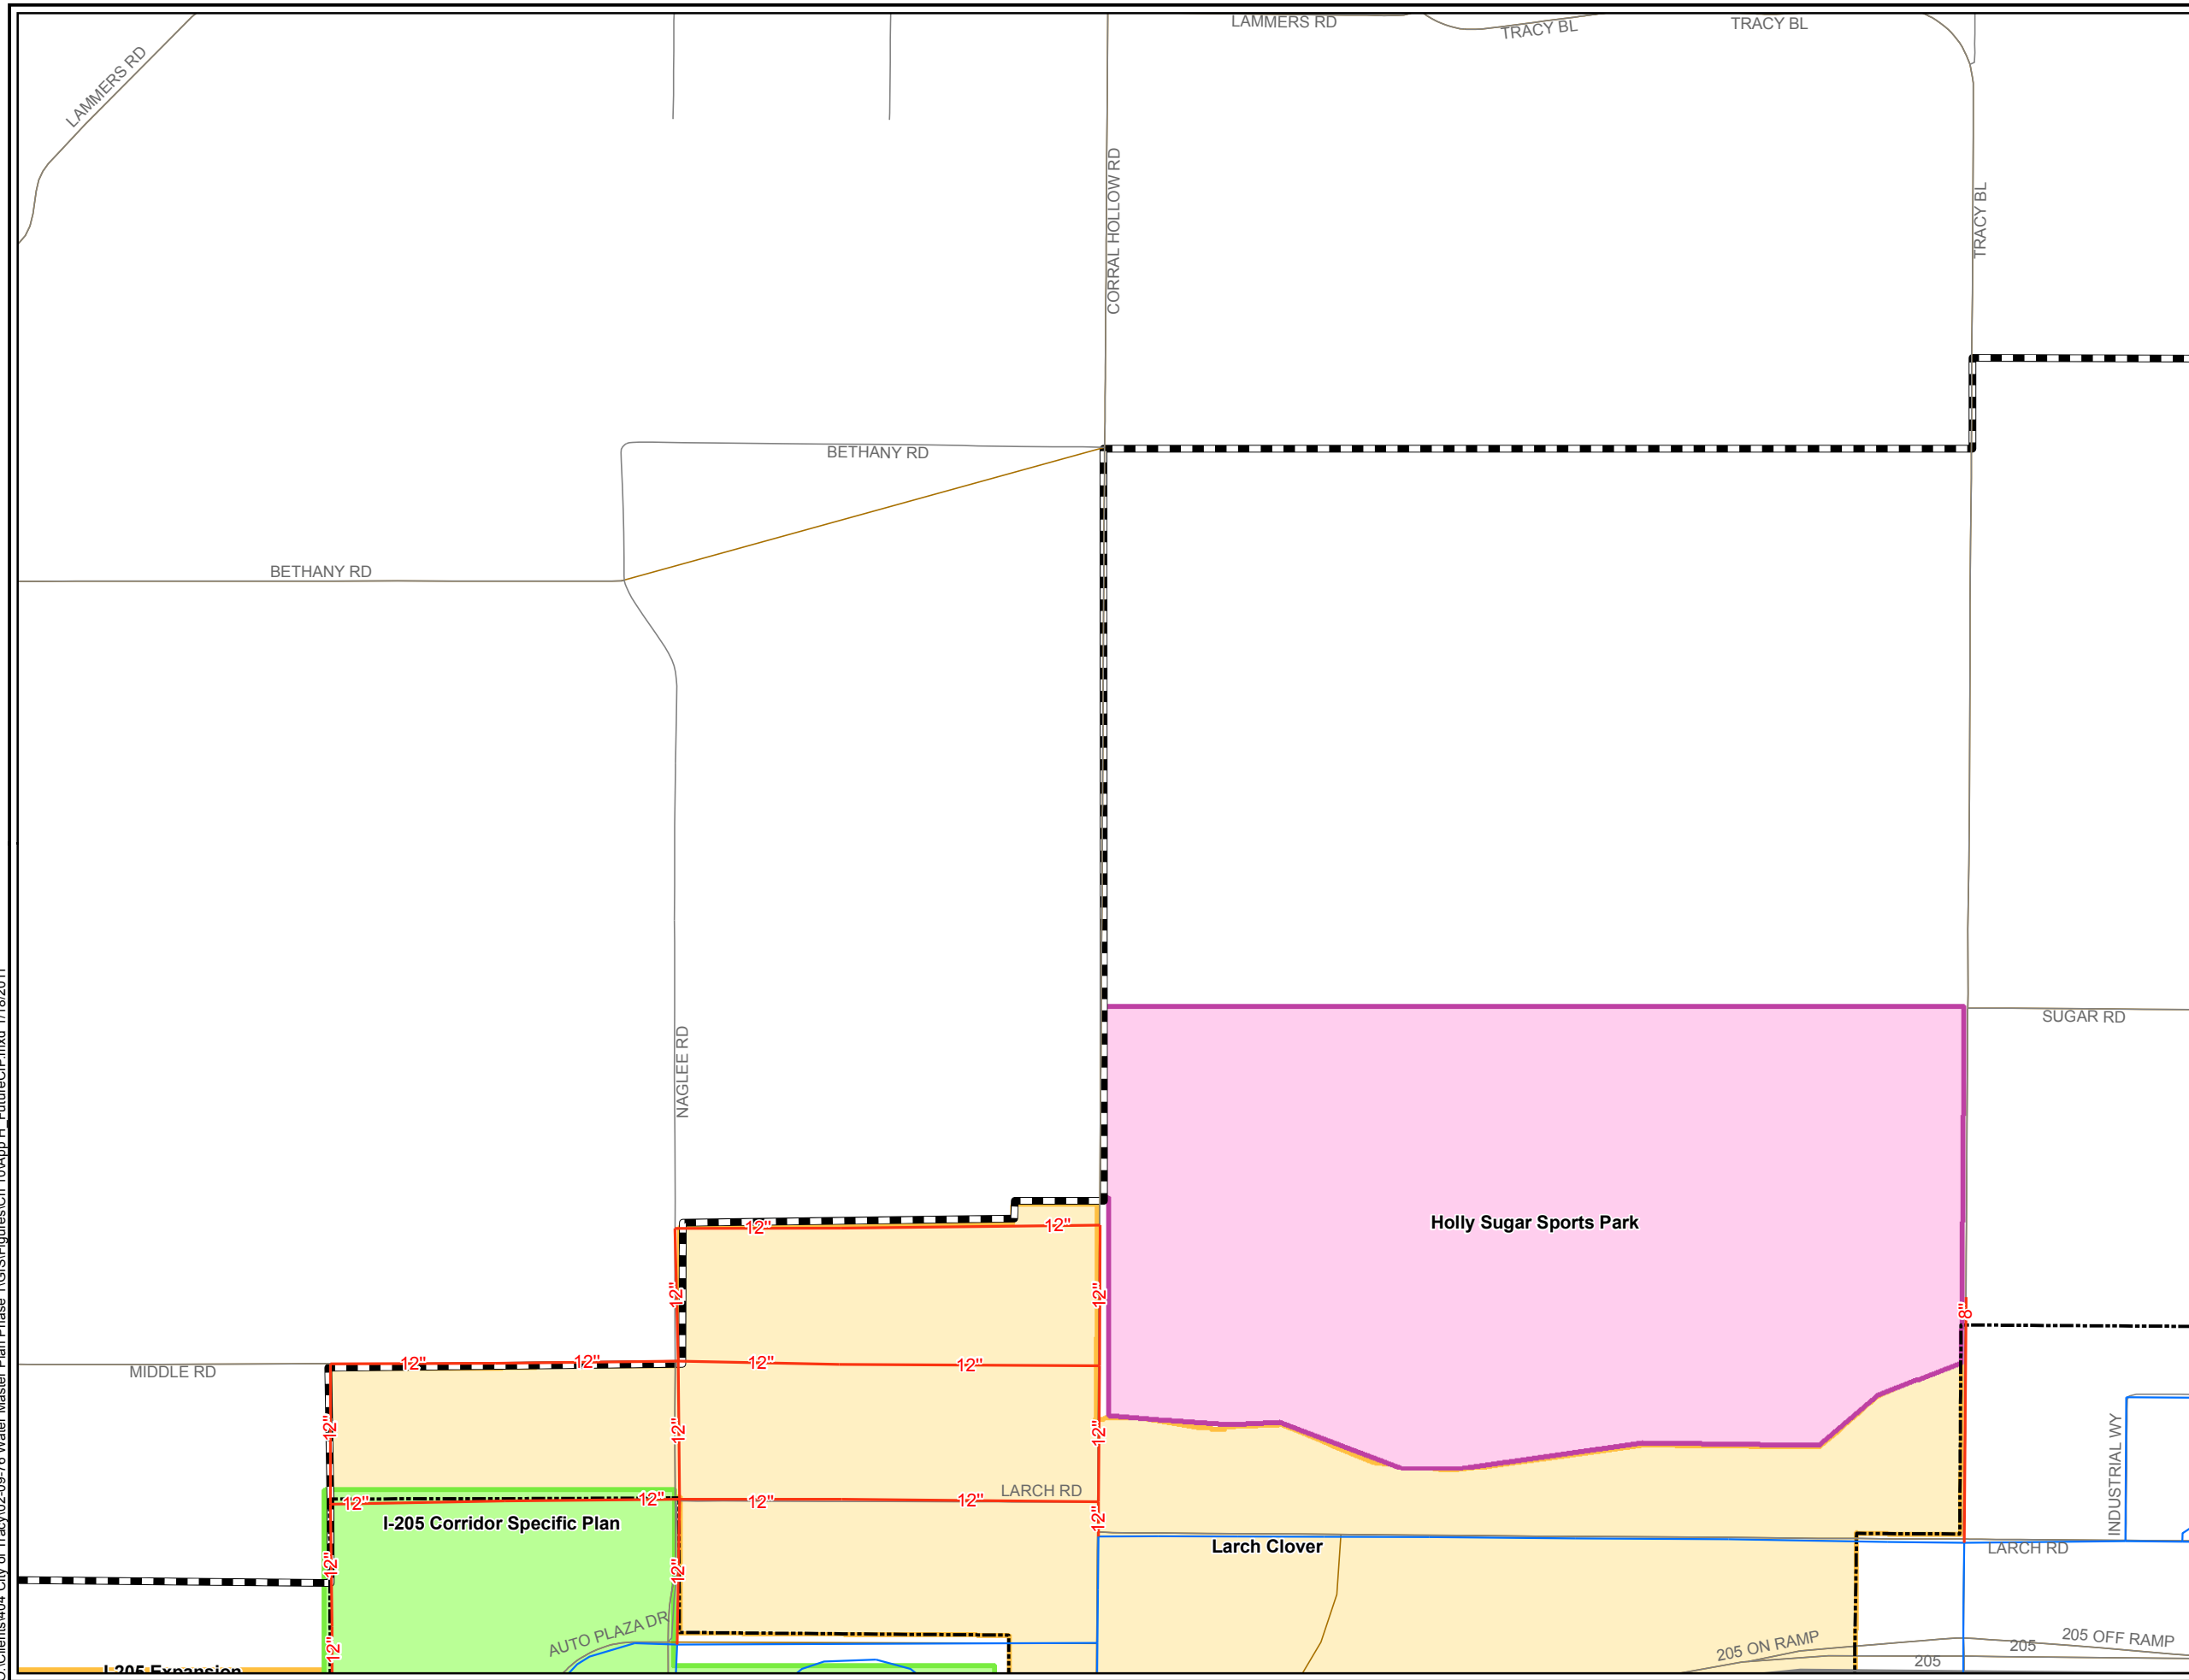 LAMMERS RD
TRACY BL
TRACY BL
LAMMERS RD
CORRAL HOLLOW RD
TRACY BL
BETHANY RD
BETHANY RD
SUGAR RD
NAGLEE RD
Holly Sugar Sports Park
12"
12"
12"
12"
8"
12"
12"
12"
12"
MIDDLE RD
12"
12"
12"
INDUSTRIAL WY
LARCH RD
12"
12"
12"
12"
12"
I-205 Corridor Specific Plan
Larch Clover
LARCH RD
12"
12"
AUTO PLAZA DR
12"
205 ON RAMP
205
205 OFF RAMP
205
I-205 Expansion